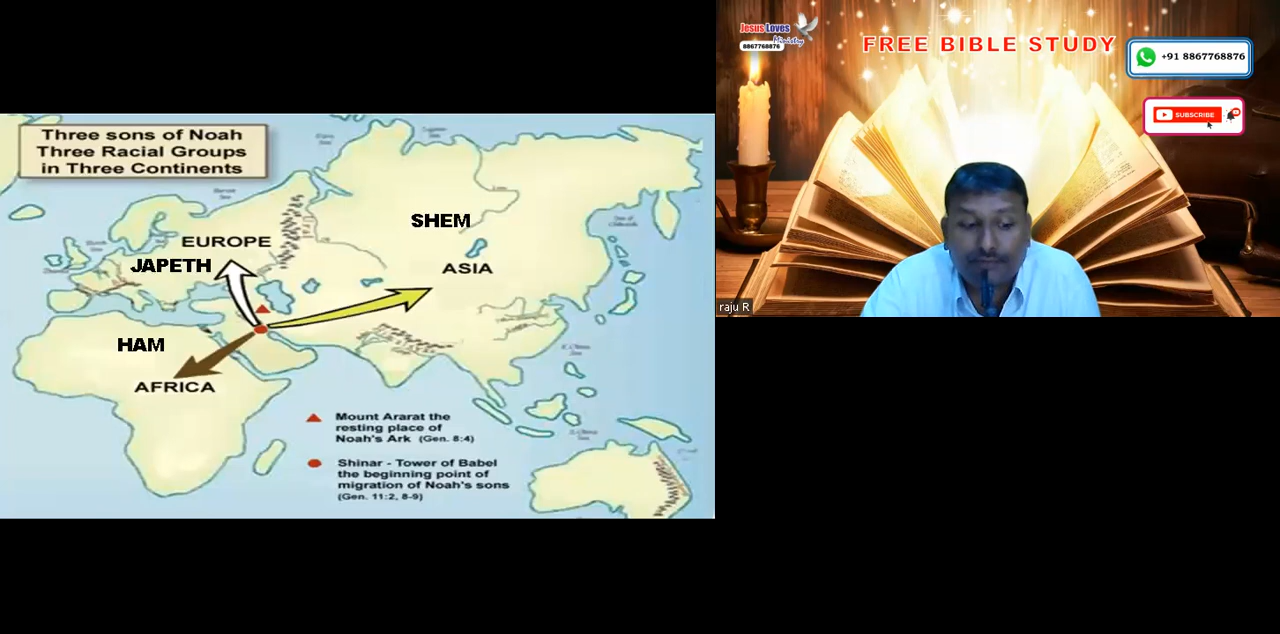 Three sons of Noah
Three Racial Groups
in Three Continents
SHEM
EUROPE
JAPETH
ASIA
HAM
AFRICA
Mount Ararat the
resting place of
Noah's Ark (Gen. 8:4)
Shinar - Tower of Babel
the beginning point of
migration of Noah's sons
(Gen. 11:2, 8-9)
Jesus Loves
Ministry
8867768876
FREE BIBLE STUDY
+91 8867768876
SUBSCRIBE
raju R